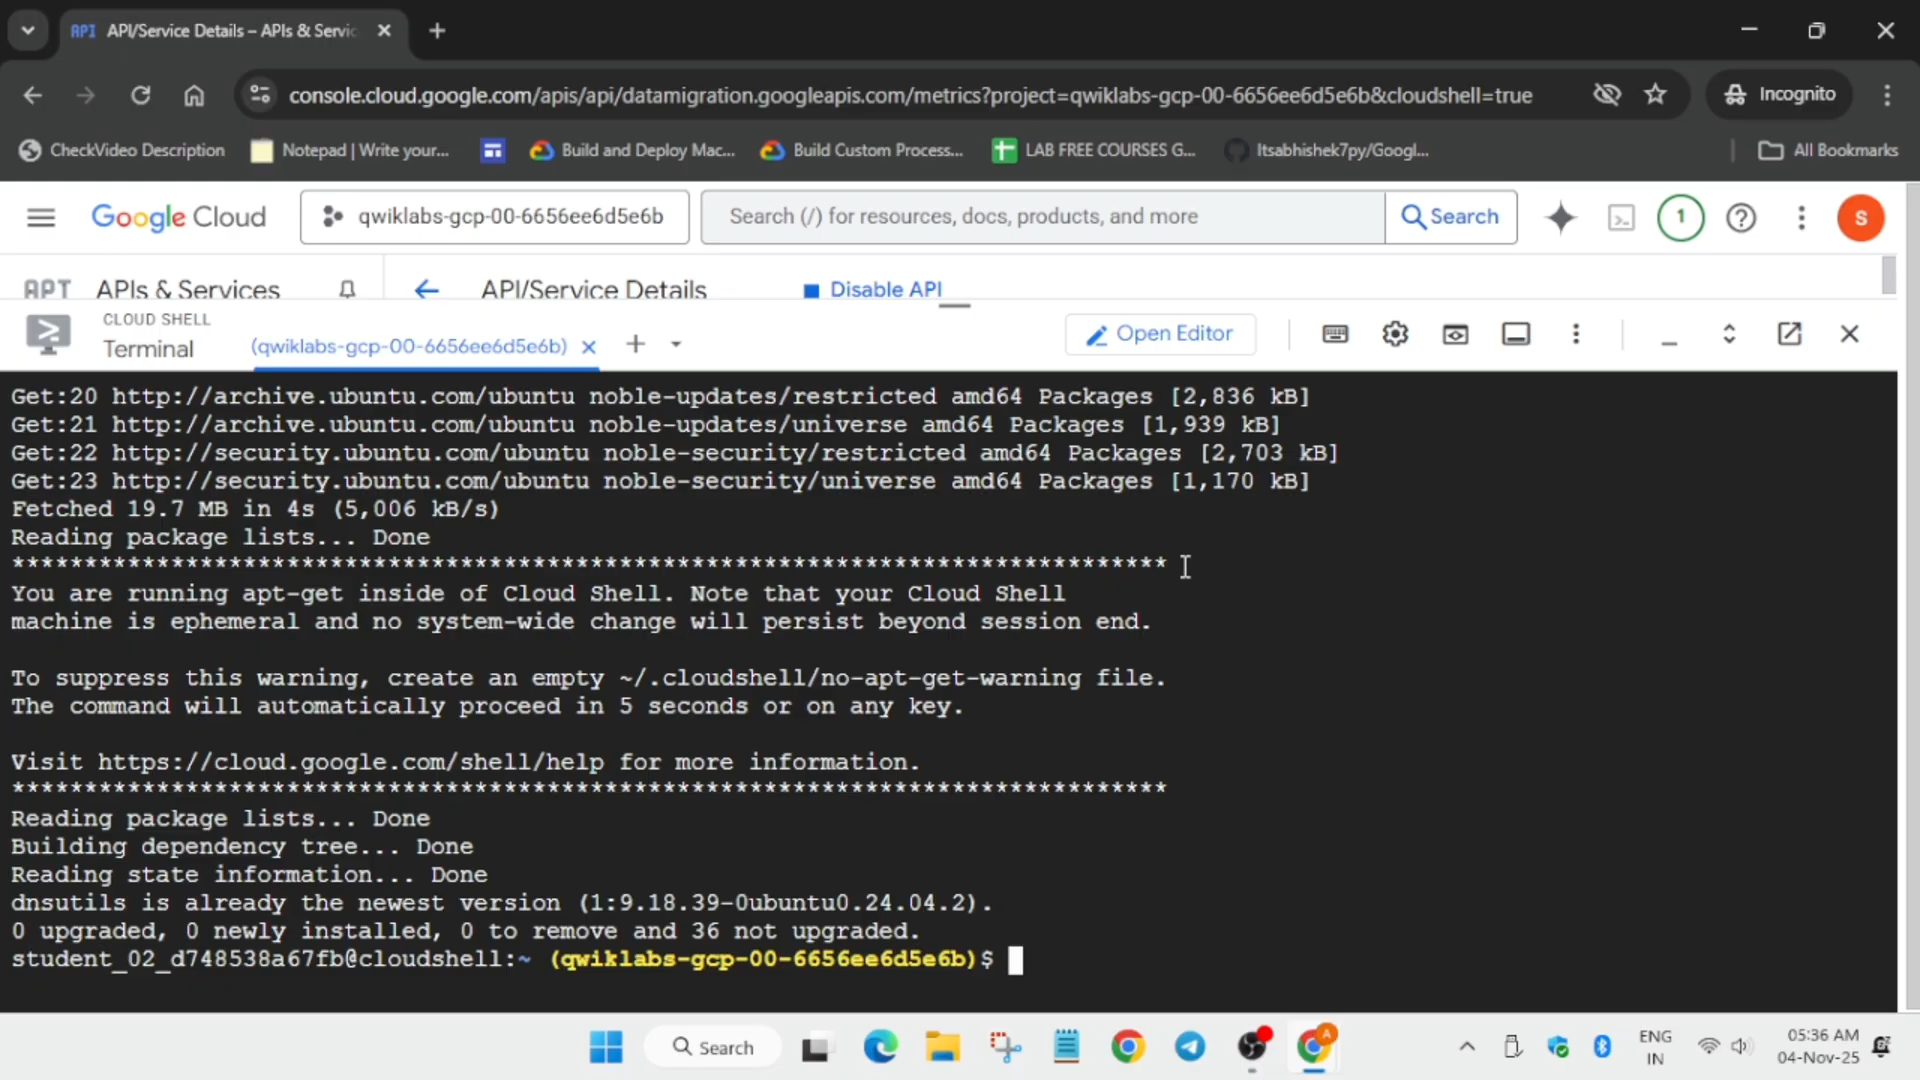 API API/Service Details – APIs & Servic
console.cloud.google.com/apis/api/datamigration.googleapis.com/metrics?project=qwiklabs-gcp-00-6656ee6d5e6b&cloudshell=true
Incognito
CheckVideo Description
Notepad | Write your...
Build and Deploy Mac...
Build Custom Process...
LAB FREE COURSES G...
Itsabhishek7py/Googl...
All Bookmarks
Google Cloud
qwiklabs-gcp-00-6656ee6d5e6b
Search (/) for resources, docs, products, and more
Search
1
S
API APIs & Services
API/Service Details
Disable API
CLOUD SHELL
Terminal
(qwiklabs-gcp-00-6656ee6d5e6b)
Open Editor
Get:20 http://archive.ubuntu.com/ubuntu noble-updates/restricted amd64 Packages [2,836 kB]
Get:21 http://archive.ubuntu.com/ubuntu noble-updates/universe amd64 Packages [1,939 kB]
Get:22 http://security.ubuntu.com/ubuntu noble-security/restricted amd64 Packages [2,703 kB]
Get:23 http://security.ubuntu.com/ubuntu noble-security/universe amd64 Packages [1,170 kB]
Fetched 19.7 MB in 4s (5,006 kB/s)
Reading package lists... Done
********************************************************************************
You are running apt-get inside of Cloud Shell. Note that your Cloud Shell
machine is ephemeral and no system-wide change will persist beyond session end.
To suppress this warning, create an empty ~/.cloudshell/no-apt-get-warning file.
The command will automatically proceed in 5 seconds or on any key.
Visit https://cloud.google.com/shell/help for more information.
********************************************************************************
Reading package lists... Done
Building dependency tree... Done
Reading state information... Done
dnsutils is already the newest version (1:9.18.39-0ubuntu0.24.04.2).
0 upgraded, 0 newly installed, 0 to remove and 36 not upgraded.
student_02_d748538a67fb@cloudshell:~ (qwiklabs-gcp-00-6656ee6d5e6b)$
Search
A
ENG
IN
05:36 AM
04-Nov-25